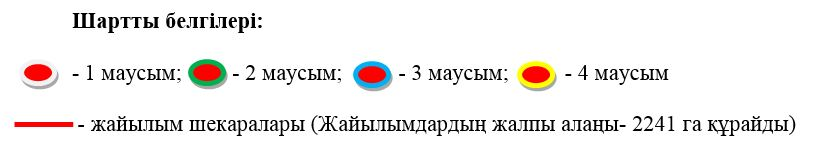 Шартты белгілері:
- 1 маусым; - 2 маусым; - 3 маусым; - 4 маусым
- жайылым шекаралары (Жайылымдардың жалпы алаңы- 2241 га құрайды)